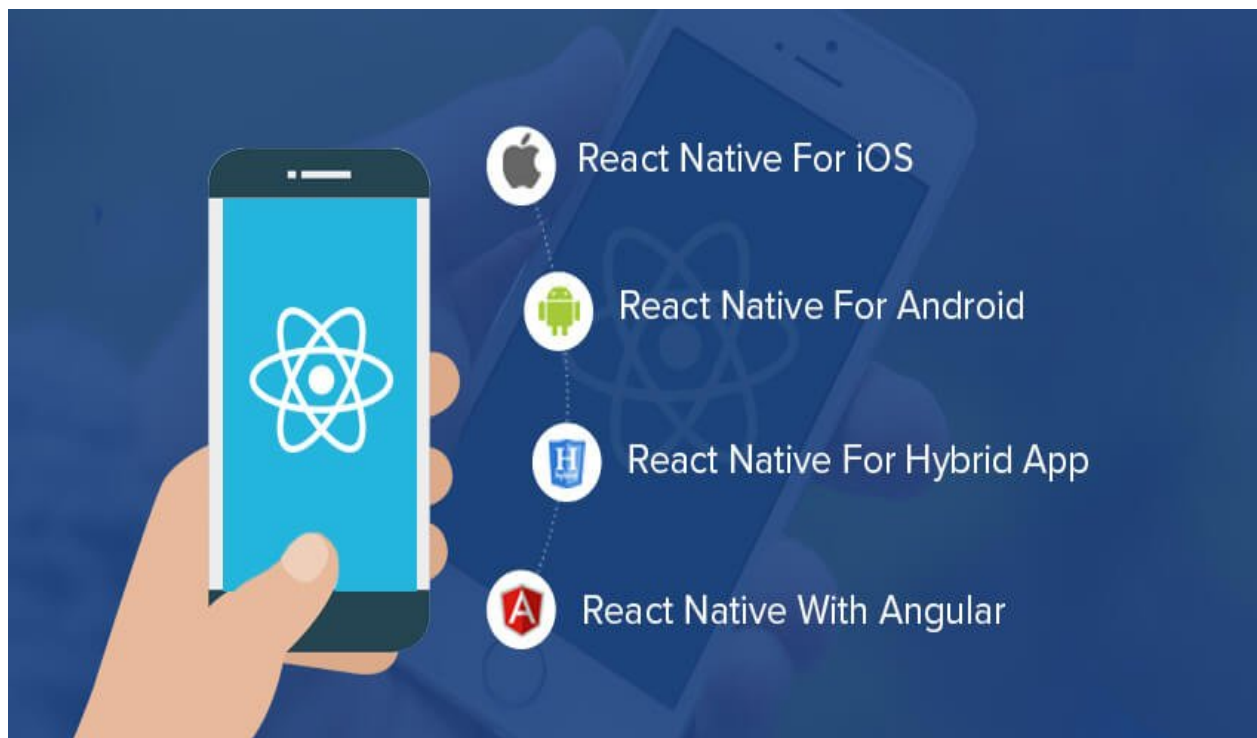 React Native For iOS
React Native For Android
H
React Native For Hybrid App
A
React Native With Angular